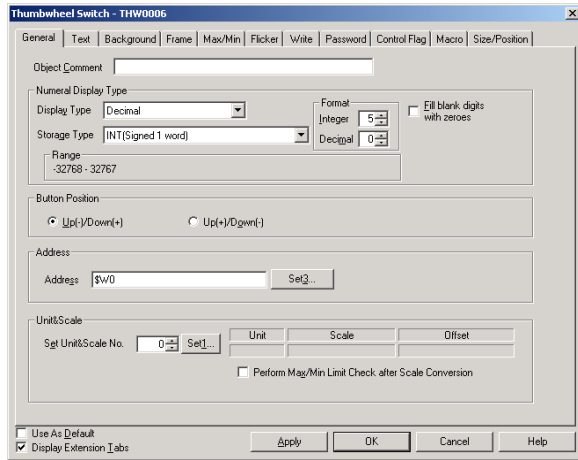 Thumbwheel Switch - THW0006
General Text Background Frame Max/Min Flicker Write Password Control Flag Macro Size/Position
Object Comment
Numeral Display Type
Display Type Decimal
Storage Type INT(Signed 1 word)
Format
Integer 5
Decimal 0
Fill blank digits
with zeroes
Range
-32768 - 32767
Button Position
Up(-)/Down(+) Up(+)/Down(-)
Address
Address $W0 Set3...
Unit&Scale
Set Unit&Scale No. 0 Set1...
Unit Scale Offset
Perform Max/Min Limit Check after Scale Conversion
Use As Default
Display Extension Tabs
Apply OK Cancel Help